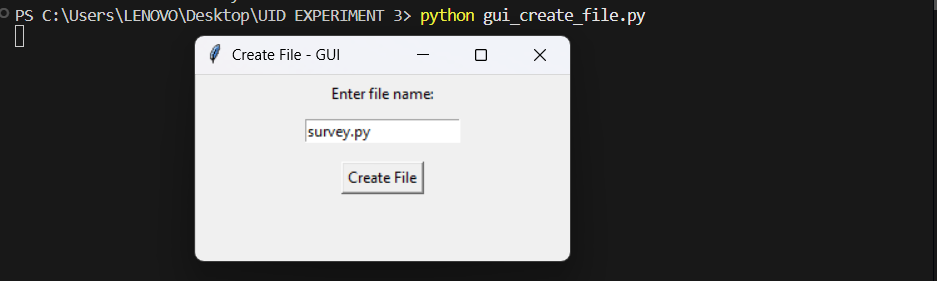 PS C:\Users\LENOVO\Desktop\UID EXPERIMENT 3> python gui_create_file.py
Create File - GUI
Enter file name:
survey.py
Create File